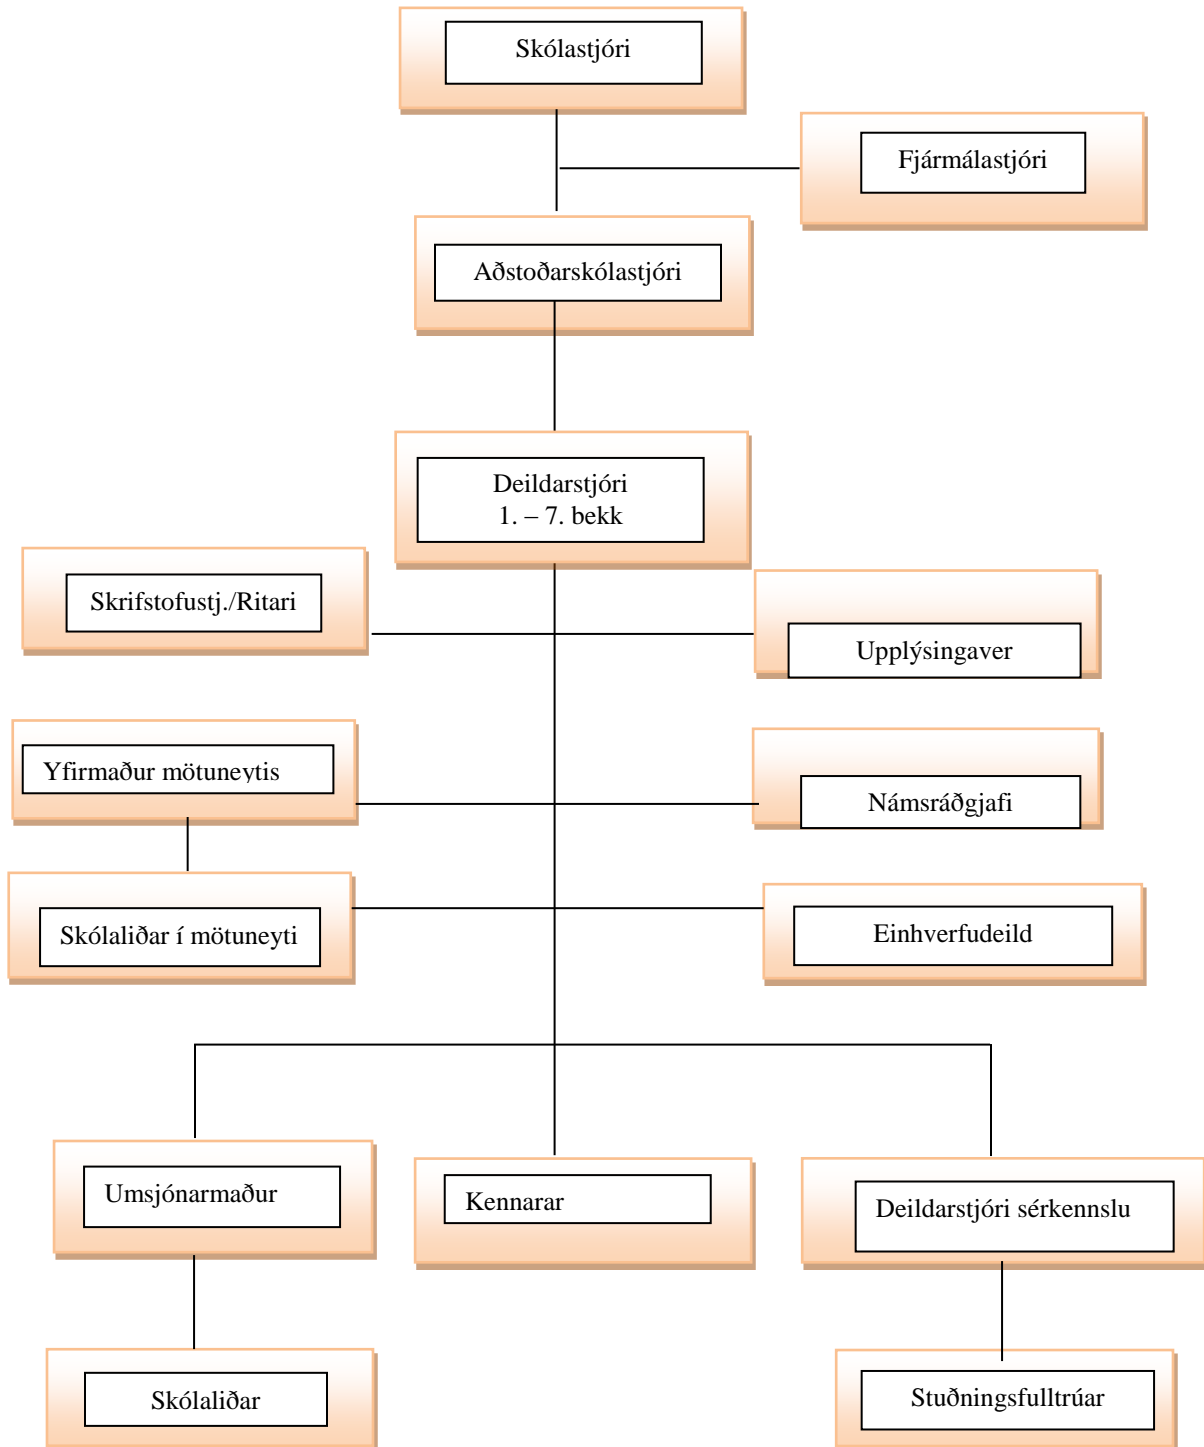 Skólastjóri
Fjármálastjóri
Aðstoðarskólastjóri
Deildarstjóri
1. – 7. bekk
Skrifstofustj./Ritari
Upplýsingaver
Yfirmaður mötuneytis
Námsráðgjafi
Skólaliðar í mötuneyti
Einhverfudeild
Umsjónarmaður
Kennarar
Deildarstjóri sérkennslu
Skólaliðar
Stuðningsfulltrúar